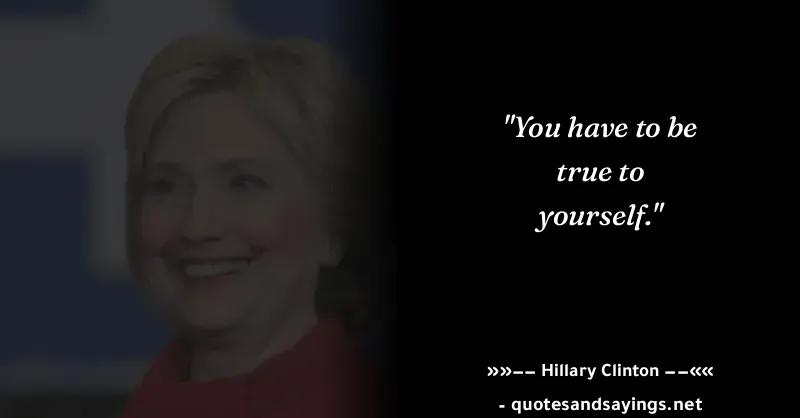 "You have to be
true to
yourself."
»»-- Hillary Clinton --««
- quotesandsayings.net